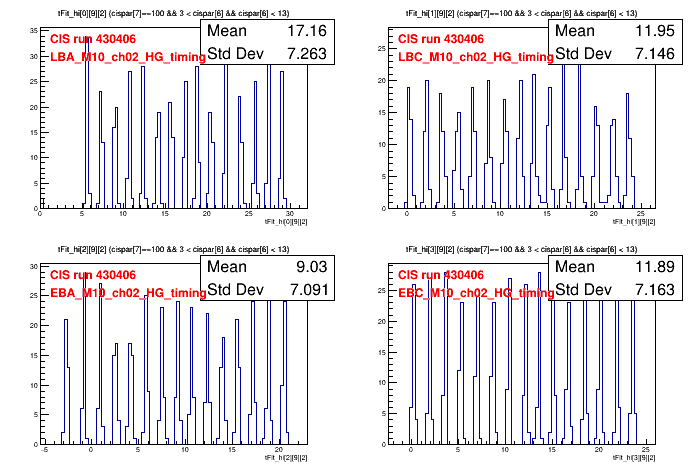 tFit_hi[0][9][2] (cispar[7]==100 && 3 < cispar[6] && cispar[6] < 13)
CIS run 430406
LBA_M10_ch02_HG_timing
Mean 17.16
Std Dev 7.263
35
30
25
20
15
10
5
0
0 5 10 15 20 25 30
tFit_hi[0][9][2]
tFit_hi[1][9][2] (cispar[7]==100 && 3 < cispar[6] && cispar[6] < 13)
CIS run 430406
LBC_M10_ch02_HG_timing
Mean 11.95
Std Dev 7.146
25
20
15
10
5
0
0 5 10 15 20 25
tFit_hi[1][9][2]
tFit_hi[2][9][2] (cispar[7]==100 && 3 < cispar[6] && cispar[6] < 13)
CIS run 430406
EBA_M10_ch02_HG_timing
Mean 9.03
Std Dev 7.091
30
25
20
15
10
5
0
-5 0 5 10 15 20
tFit_hi[2][9][2]
tFit_hi[3][9][2] (cispar[7]==100 && 3 < cispar[6] && cispar[6] < 13)
CIS run 430406
EBC_M10_ch02_HG_timing
Mean 11.89
Std Dev 7.163
25
20
15
10
5
0
0 5 10 15 20 25
tFit_hi[3][9][2]